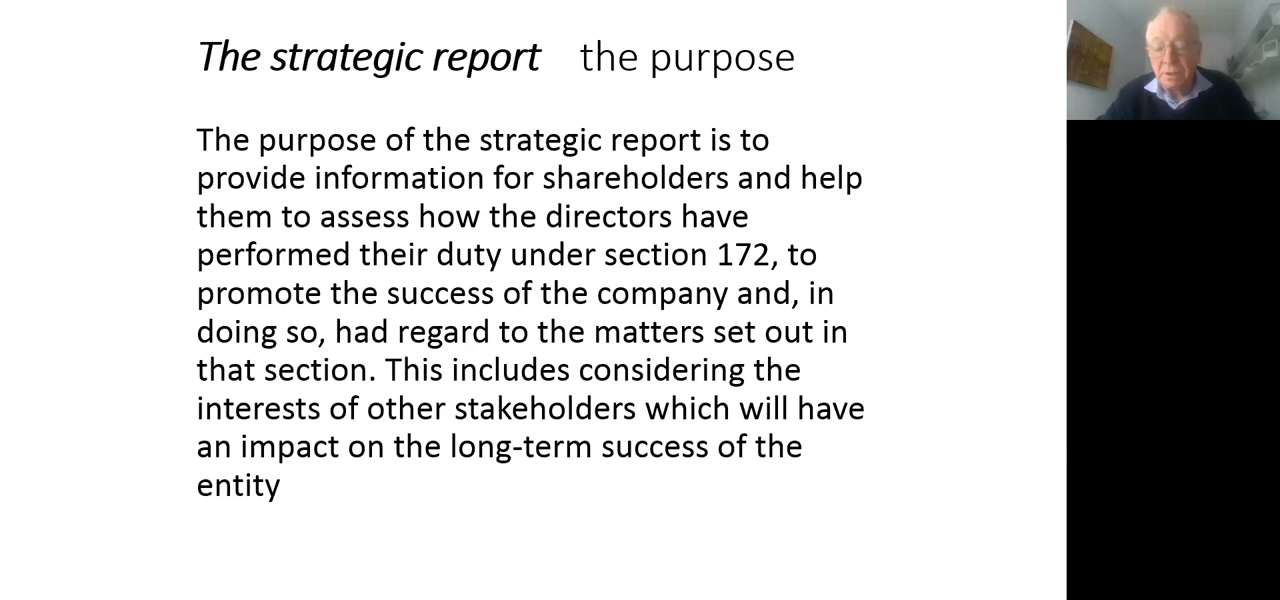 The strategic report the purpose
The purpose of the strategic report is to
provide information for shareholders and help
them to assess how the directors have
performed their duty under section 172, to
promote the success of the company and, in
doing so, had regard to the matters set out in
that section. This includes considering the
interests of other stakeholders which will have
an impact on the long-term success of the
entity